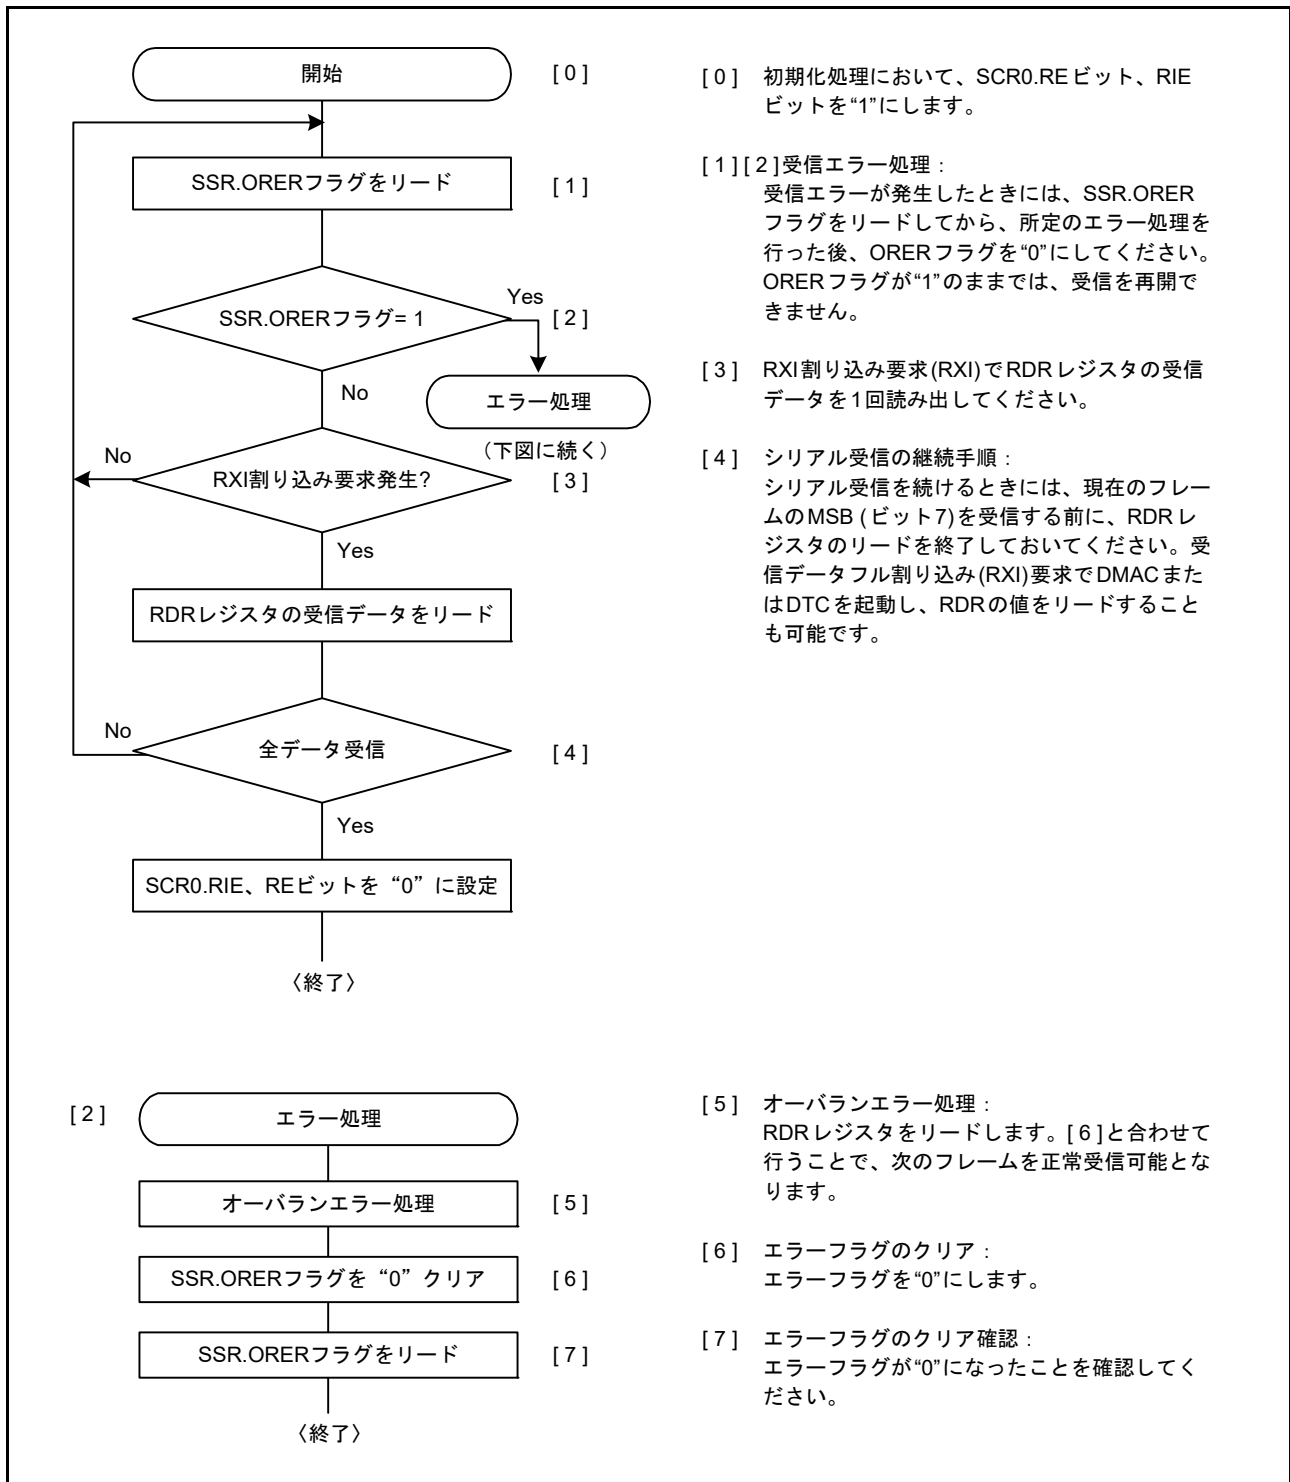 開始
[ 0 ]
SSR.ORERフラグをリード
[ 1 ]
SSR.ORERフラグ= 1
Yes
[ 2 ]
No
エラー処理
（下図に続く）
No
RXI割り込み要求発生?
[ 3 ]
Yes
RDRレジスタの受信データをリード
No
全データ受信
[ 4 ]
Yes
SCR0.RIE、REビットを“0”に設定
〈終了〉
[ 0 ] 初期化処理において、SCR0.REビット、RIE
ビットを“1”にします。
[ 1 ][ 2 ]受信エラー処理：
受信エラーが発生したときには、SSR.ORER
フラグをリードしてから、所定のエラー処理を
行った後、ORERフラグを“0”にしてください。
ORERフラグが“1”のままでは、受信を再開で
きません。
[ 3 ] RXI割り込み要求(RXI)でRDRレジスタの受信
データを1回読み出してください。
[ 4 ] シリアル受信の継続手順：
シリアル受信を続けるときには、現在のフレー
ムのMSB (ビット7)を受信する前に、RDRレ
ジスタのリードを終了しておいてください。受
信データフル割り込み(RXI)要求でDMACまた
はDTCを起動し、RDRの値をリードすること
も可能です。
[ 2 ]
エラー処理
オーバランエラー処理
[ 5 ]
SSR.ORERフラグを“0”クリア
[ 6 ]
SSR.ORERフラグをリード
[ 7 ]
〈終了〉
[ 5 ] オーバランエラー処理：
RDRレジスタをリードします。[ 6 ]と合わせて
行うことで、次のフレームを正常受信可能とな
ります。
[ 6 ] エラーフラグのクリア：
エラーフラグを“0”にします。
[ 7 ] エラーフラグのクリア確認：
エラーフラグが“0”になったことを確認してく
ださい。